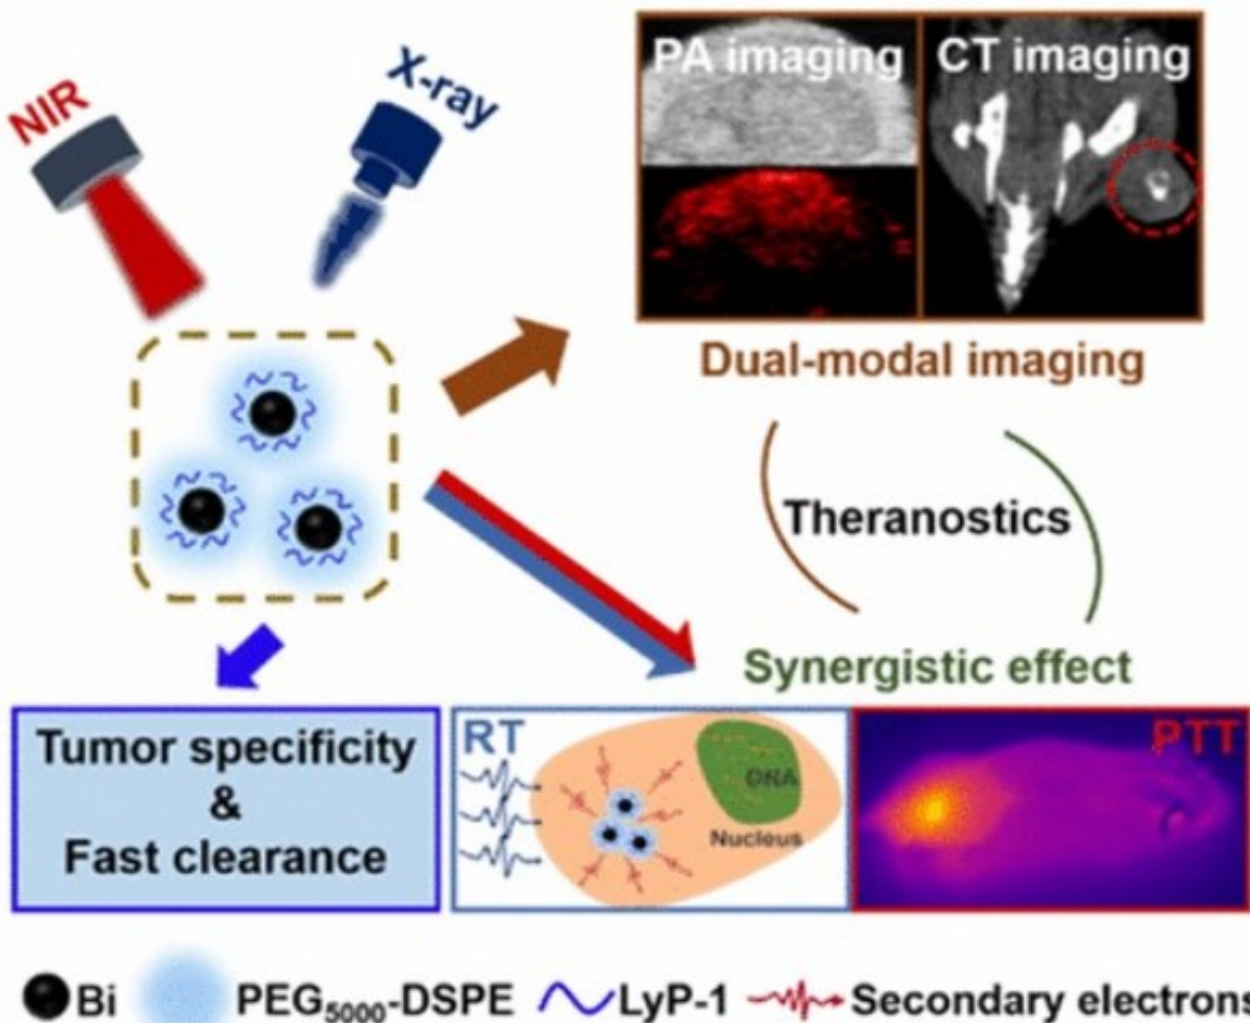 NIR
X-ray
PA imaging
CT imaging
Dual-modal imaging
Theranostics
Synergistic effect
Tumor specificity
&
Fast clearance
RT
DNA
Nucleus
PTT
Bi
PEG5000-DSPE
LyP-1
Secondary electrons